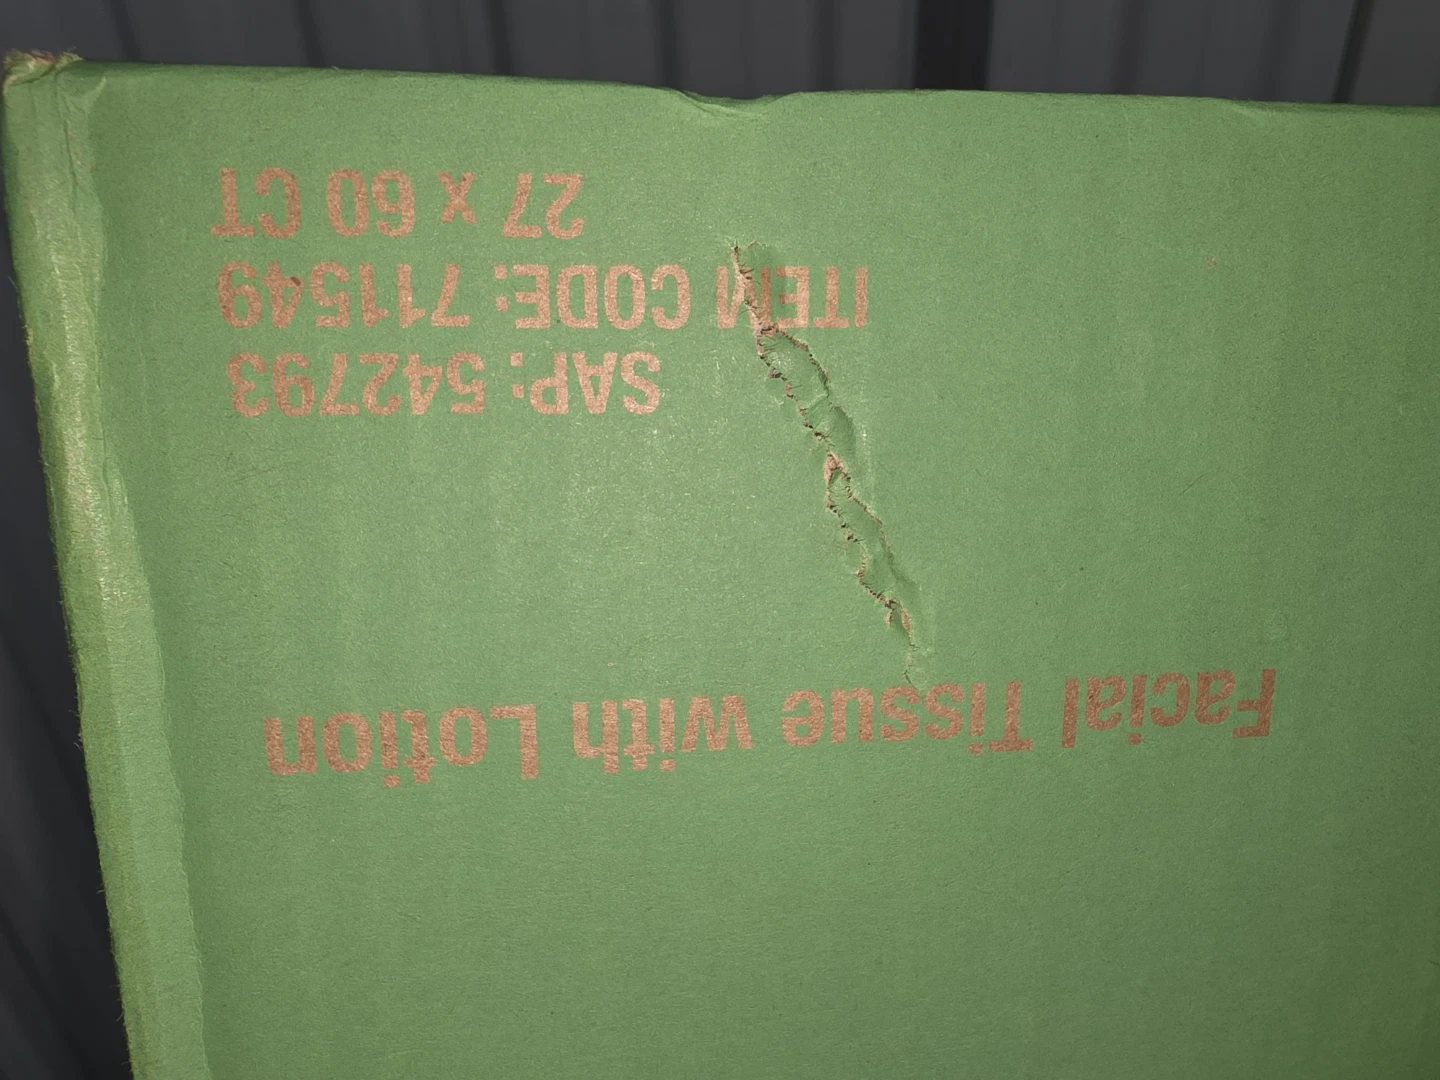 Facial Tissue with Lotion
SAP: 542793
ITEM CODE: 711549
27 x 60 CT